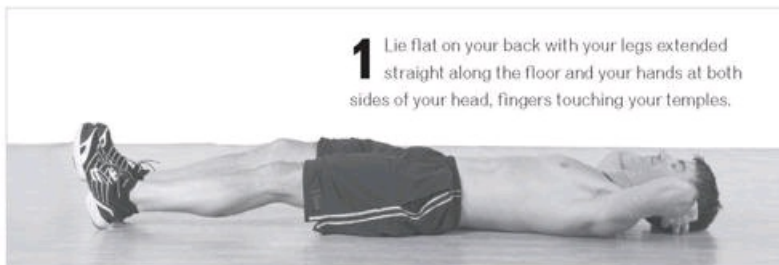 1 Lie flat on your back with your legs extended
straight along the floor and your hands at both
sides of your head, fingers touching your temples.